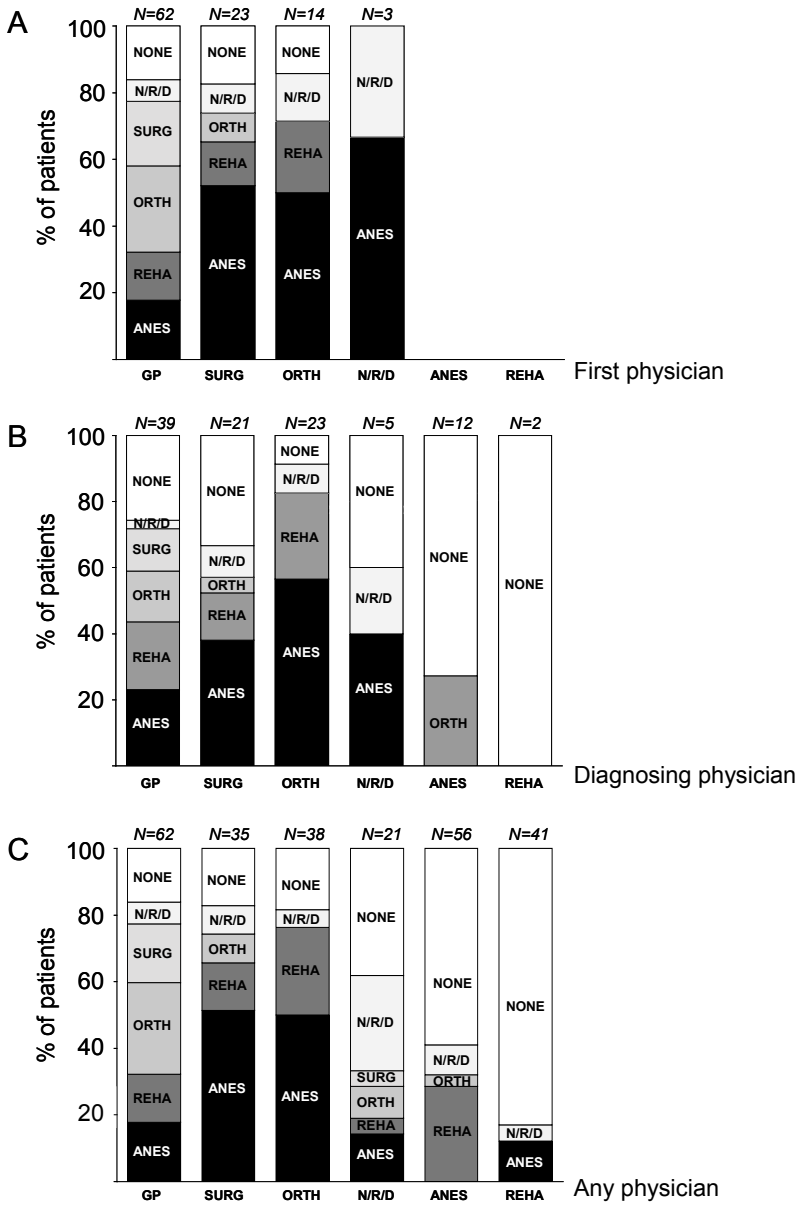 A
N=62 N=23 N=14 N=3
100
80
60
40
20
% of patients
NONE
N/R/D
SURG
ORTH
REHA
ANES
NONE
N/R/D
ORTH
REHA
ANES
NONE
N/R/D
REHA
ANES
N/R/D
ANES
GP SURG ORTH N/R/D ANES REHA
First physician
B
N=39 N=21 N=23 N=5 N=12 N=2
100
80
60
40
20
% of patients
NONE
N/R/D
SURG
ORTH
REHA
ANES
NONE
N/R/D
ORTH
REHA
ANES
NONE
N/R/D
REHA
ANES
NONE
N/R/D
ANES
NONE
ORTH
NONE
GP SURG ORTH N/R/D ANES REHA
Diagnosing physician
C
N=62 N=35 N=38 N=21 N=56 N=41
100
80
60
40
20
% of patients
NONE
N/R/D
SURG
ORTH
REHA
ANES
NONE
N/R/D
ORTH
REHA
ANES
NONE
N/R/D
REHA
ANES
NONE
N/R/D
SURG
ORTH
REHA
ANES
NONE
N/R/D
ORTH
REHA
NONE
N/R/D
ANES
GP SURG ORTH N/R/D ANES REHA
Any physician